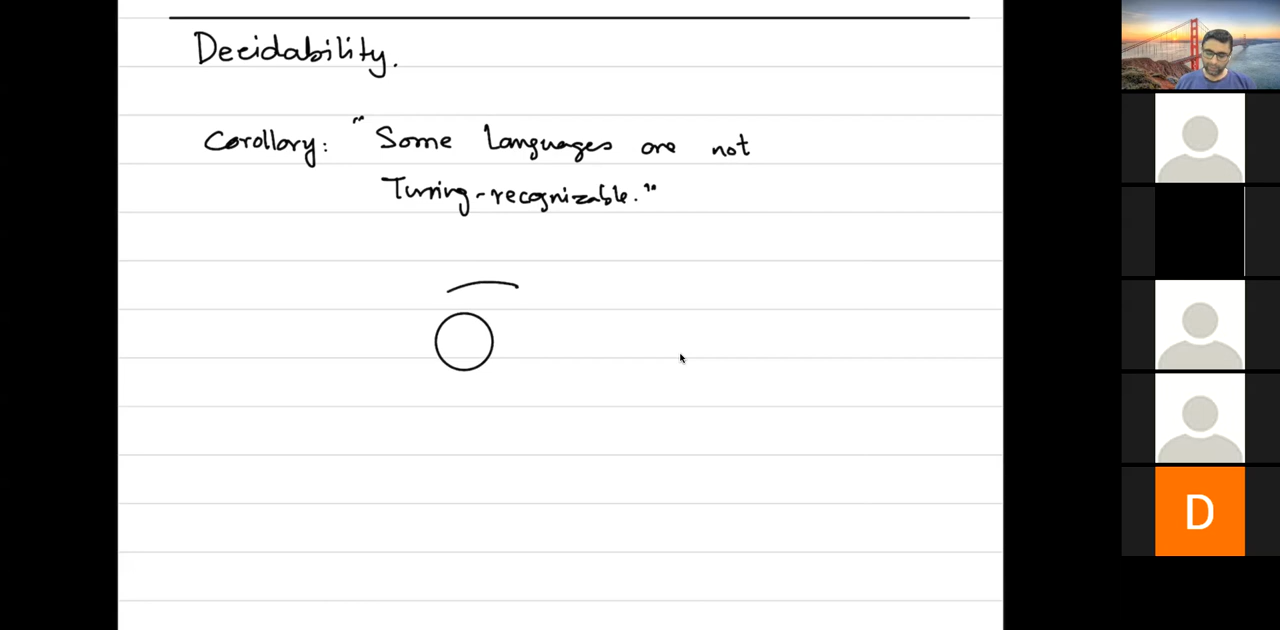 Decidability.
Corollary: "Some Languages are not
Turing-recognizable."
D